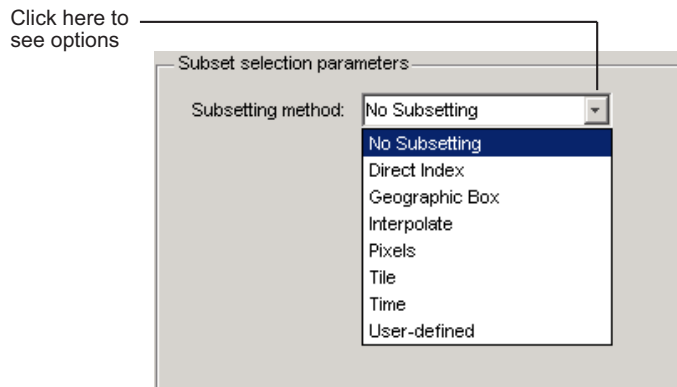 Click here to
see options
Subset selection parameters
Subsetting method: No Subsetting
No Subsetting
Direct Index
Geographic Box
Interpolate
Pixels
Tile
Time
User-defined